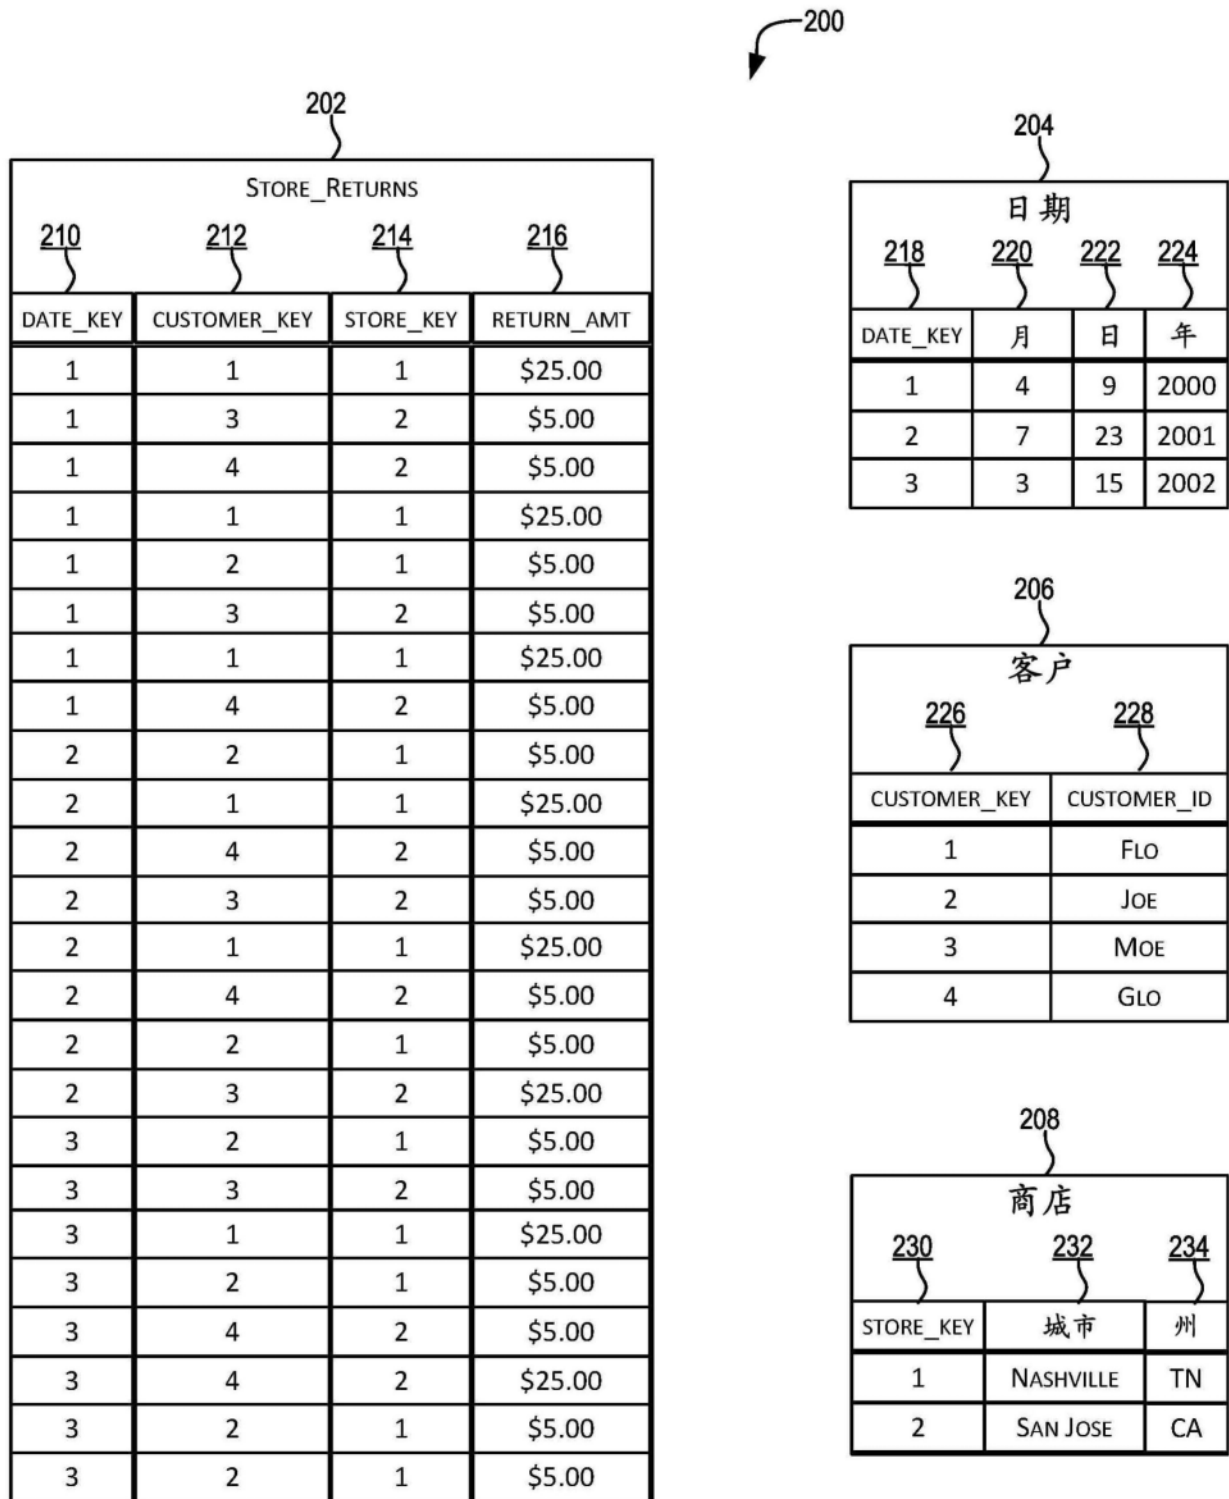 200
202
STORE_RETURNS
210 212 214 216
DATE_KEY CUSTOMER_KEY STORE_KEY RETURN_AMT
1 1 1 $25.00
1 3 2 $5.00
1 4 2 $5.00
1 1 1 $25.00
1 2 1 $5.00
1 3 2 $5.00
1 1 1 $25.00
1 4 2 $5.00
2 2 1 $5.00
2 1 1 $25.00
2 4 2 $5.00
2 3 2 $5.00
2 1 1 $25.00
2 4 2 $5.00
2 2 1 $5.00
2 3 2 $25.00
3 2 1 $5.00
3 3 2 $5.00
3 1 1 $25.00
3 2 1 $5.00
3 4 2 $5.00
3 4 2 $25.00
3 2 1 $5.00
3 2 1 $5.00
204
日期
218 220 222 224
DATE_KEY 月 日 年
1 4 9 2000
2 7 23 2001
3 3 15 2002
206
客户
226 228
CUSTOMER_KEY CUSTOMER_ID
1 FLO
2 JOE
3 MOE
4 GLO
208
商店
230 232 234
STORE_KEY 城市 州
1 NASHVILLE TN
2 SAN JOSE CA